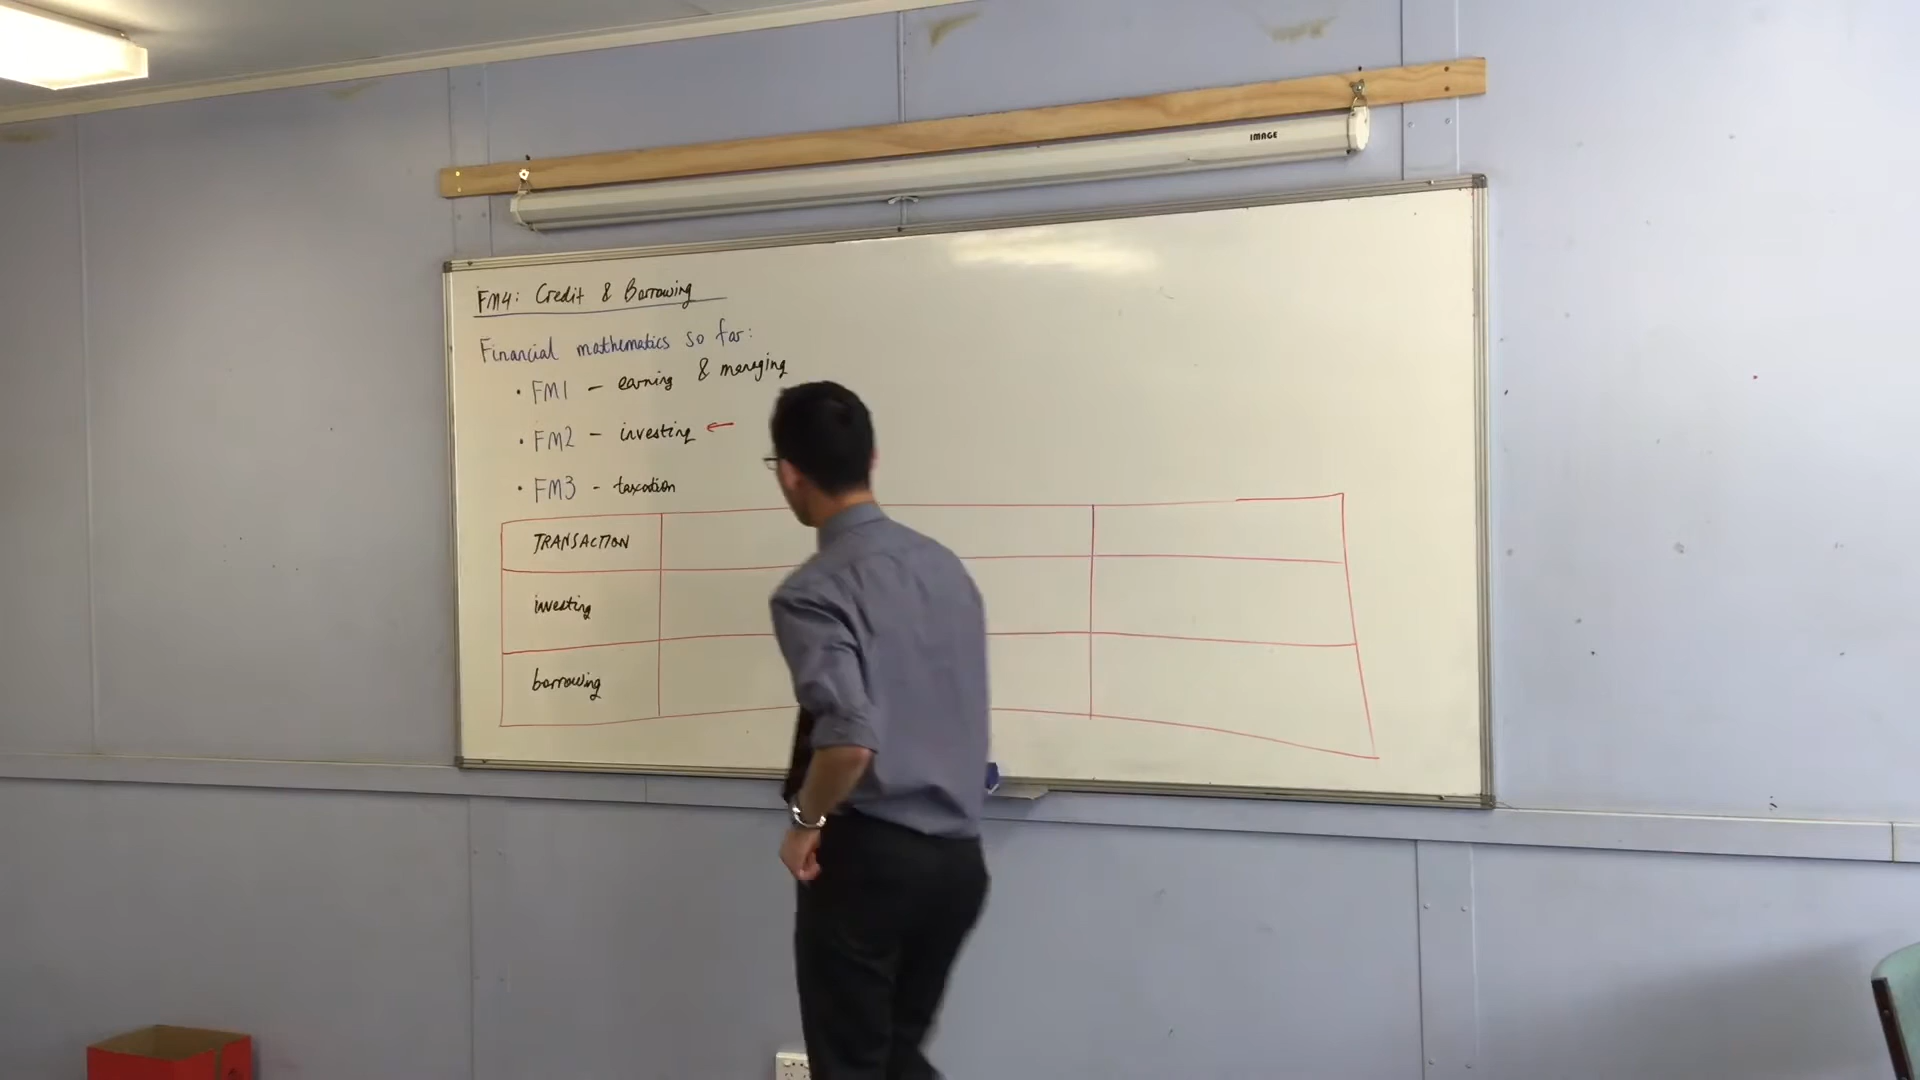 IMAGE
FM4: Credit & Borrowing
Financial mathematics so far:
• FM1 – earning & managing
• FM2 – investing ←
• FM3 - taxation
TRANSACTION
investing
borrowing